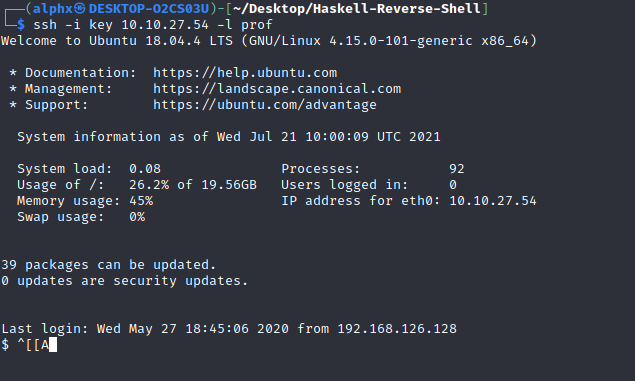 ┌──(alphx㉿DESKTOP-O2CS03U)-[~/Desktop/Haskell-Reverse-Shell]
└─$ ssh -i key 10.10.27.54 -l prof
Welcome to Ubuntu 18.04.4 LTS (GNU/Linux 4.15.0-101-generic x86_64)
* Documentation:  https://help.ubuntu.com
* Management:     https://landscape.canonical.com
* Support:        https://ubuntu.com/advantage
System information as of Wed Jul 21 10:00:09 UTC 2021
System load:  0.08               Processes:           92
Usage of /:   26.2% of 19.56GB   Users logged in:     0
Memory usage: 45%                IP address for eth0: 10.10.27.54
Swap usage:   0%
39 packages can be updated.
0 updates are security updates.
Last login: Wed May 27 18:45:06 2020 from 192.168.126.128
$ ^[[A